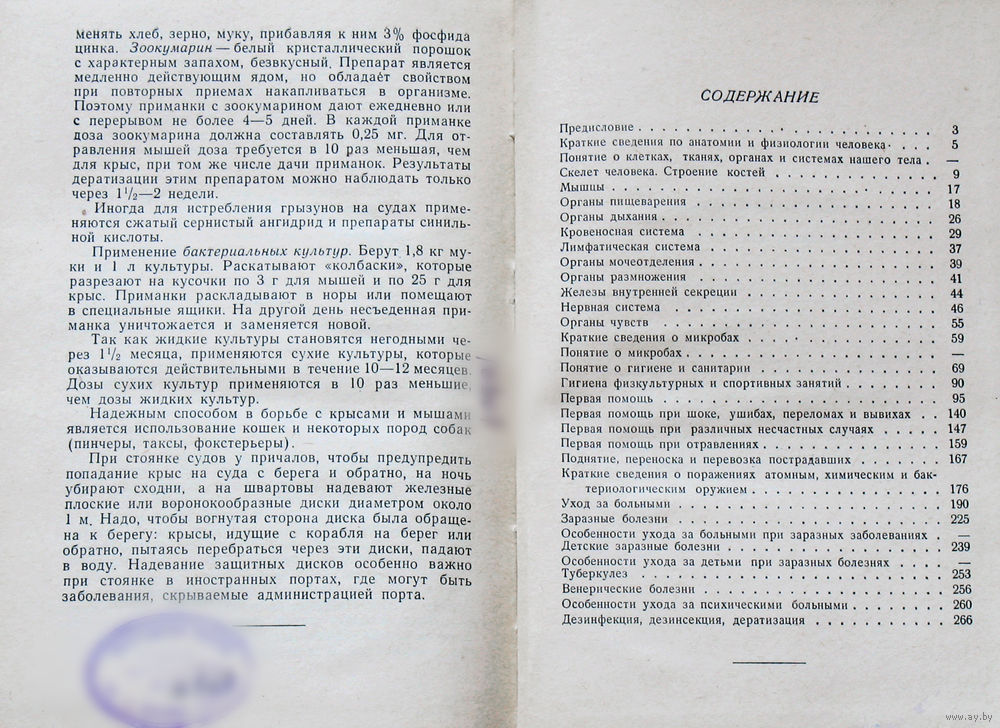 менять хлеб, зерно, муку, прибавляя к ним 3% фосфида
цинка. Зоокумарин — белый кристаллический порошок
с характерным запахом, безвкусный. Препарат является
медленно действующим ядом, но обладает свойством
при повторных приемах накапливаться в организме.
Поэтому приманки с зоокумарином дают ежедневно или
с перерывом не более 4—5 дней. В каждой приманке
доза зоокумарина должна составлять 0,25 мг. Для от-
равления мышей доза требуется в 10 раз меньшая, чем
для крыс, при том же числе дачи приманок. Результаты
дератизации этим препаратом можно наблюдать только
через 1 1/2—2 недели.
Иногда для истребления грызунов на судах приме-
няются сжатый сернистый ангидрид и препараты синиль-
ной кислоты.
Применение бактериальных культур. Берут 1,8 кг му-
ки и 1 л культуры. Раскатывают «колбаски», которые
разрезают на кусочки по 3 г для мышей и по 25 г для
крыс. Приманки раскладывают в норы или помещают
в специальные ящики. На другой день несъеденная при-
манка уничтожается и заменяется новой.
Так как жидкие культуры становятся негодными че-
рез 1 1/2 месяца, применяются сухие культуры, которые
оказываются действительными в течение 10—12 месяцев.
Дозы сухих культур применяются в 10 раз меньшие,
чем дозы жидких культур.
Надежным способом в борьбе с крысами и мышами
является использование кошек и некоторых пород собак
(пинчеры, таксы, фокстерьеры).
При стоянке судов у причалов, чтобы предупредить
попадание крыс на суда с берега и обратно, на ночь
убирают сходни, а на швартовы надевают железные
плоские или воронкообразные диски диаметром около
1 м. Надо, чтобы вогнутая сторона диска была обраще-
на к берегу: крысы, идущие с корабля на берег или
обратно, пытаясь перебраться через эти диски, падают
в воду. Надевание защитных дисков особенно важно
при стоянке в иностранных портах, где могут быть
заболевания, скрываемые администрацией порта.
СОДЕРЖАНИЕ
Предисловие . . . . . 3
Краткие сведения по анатомии и физиологии человека . . . . 5
Понятие о клетках, тканях, органах и системах нашего тела . —
Скелет человека. Строение костей . . . . . 9
Мышцы . . . . . 17
Органы пищеварения . . . . . 18
Органы дыхания . . . . . 26
Кровеносная система . . . . . 29
Лимфатическая система . . . . . 37
Органы мочеотделения . . . . . 39
Органы размножения . . . . . 41
Железы внутренней секреции . . . . . 44
Нервная система . . . . . 46
Органы чувств . . . . . 55
Краткие сведения о микробах . . . . . 59
Понятие о микробах . . . . . —
Понятие о гигиене и санитарии . . . . . 69
Гигиена физкультурных и спортивных занятий . . . . . 90
Первая помощь . . . . . 95
Первая помощь при шоке, ушибах, переломах и вывихах . . 140
Первая помощь при различных несчастных случаях . . . . . 147
Первая помощь при отравлениях . . . . . 159
Поднятие, переноска и перевозка пострадавших . . . . . 167
Краткие сведения о поражениях атомным, химическим и бак-
териологическим оружием . . . . . 176
Уход за больными . . . . . 190
Заразные болезни . . . . . 225
Особенности ухода за больными при заразных заболеваниях . —
Детские заразные болезни . . . . . 239
Особенности ухода за детьми при заразных болезнях . . . . —
Туберкулез . . . . . 253
Венерические болезни . . . . . 256
Особенности ухода за психическими больными . . . . . 260
Дезинфекция, дезинсекция, дератизация . . . . . 266
www.ay.by